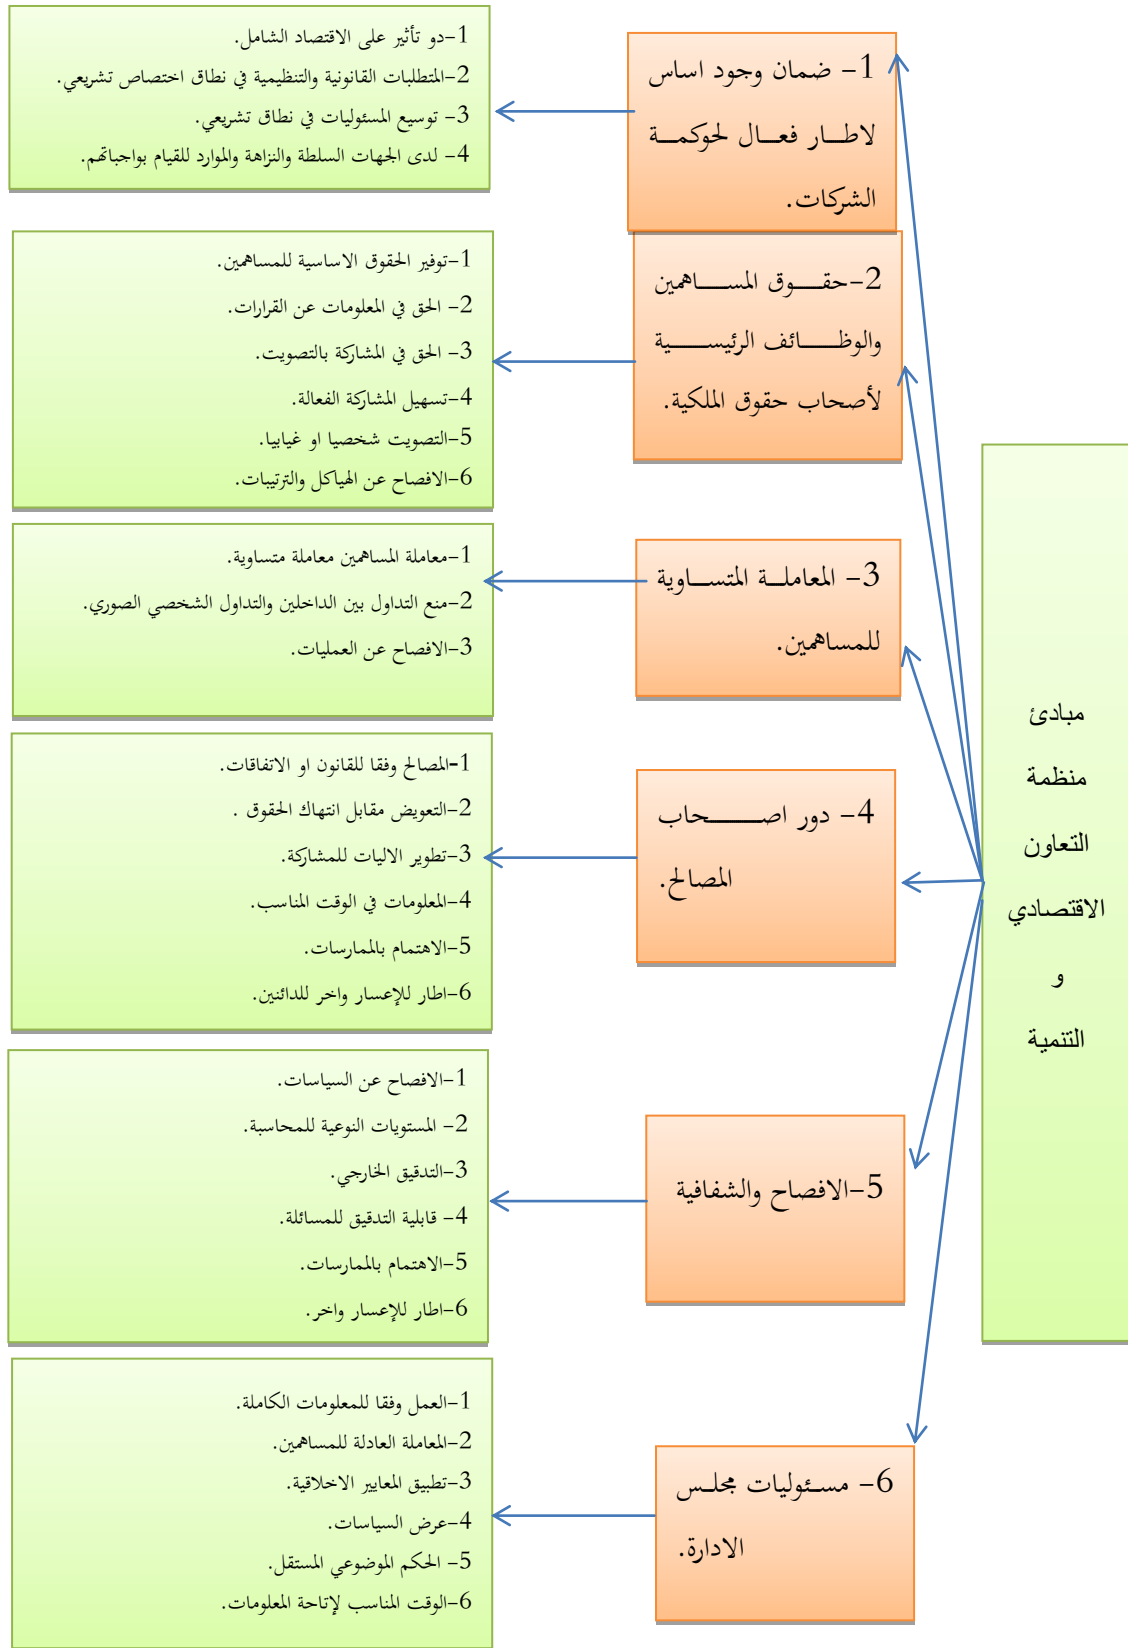 مبادئ
منظمة
التعاون
الاقتصادي
و
التنمية
1- ضمان وجود اساس
لاطار فعال لحوكمة
الشركات.
1-دو تأثير على الاقتصاد الشامل.
2-المتطلبات القانونية والتنظيمية في نطاق اختصاص تشريعي.
3- توسيع المسئوليات في نطاق تشريعي.
4- لدى الجهات السلطة والنزاهة والموارد للقيام بواجباتهم.
2-حقوق المساهمين
والوظائف الرئيسية
لأصحاب حقوق الملكية.
1-توفير الحقوق الاساسية للمساهمين.
2- الحق في المعلومات عن القرارات.
3- الحق في المشاركة بالتصويت.
4-تسهيل المشاركة الفعالة.
5-التصويت شخصيا او غيابيا.
6-الافصاح عن الهياكل والترتيبات.
3- المعاملة المتساوية
للمساهمين.
1-معاملة المساهمين معاملة متساوية.
2-منع التداول بين الداخلين والتداول الشخصي الصوري.
3-الافصاح عن العمليات.
4- دور اصحاب
المصالح.
1-المصالح وفقا للقانون او الاتفاقات.
2-التعويض مقابل انتهاك الحقوق .
3-تطوير الاليات للمشاركة.
4-المعلومات في الوقت المناسب.
5-الاهتمام بالممارسات.
6-اطار للإعسار واخر للدائنين.
5-الافصاح والشفافية
1-الافصاح عن السياسات.
2- المستويات النوعية للمحاسبة.
3-التدقيق الخارجي.
4- قابلية التدقيق للمسائلة.
5-الاهتمام بالممارسات.
6-اطار للإعسار واخر.
6- مسئوليات مجلس
الادارة.
1-العمل وفقا للمعلومات الكاملة.
2-المعاملة العادلة للمساهمين.
3-تطبيق المعايير الاخلاقية.
4-عرض السياسات.
5- الحكم الموضوعي المستقل.
6-الوقت المناسب لإتاحة المعلومات.